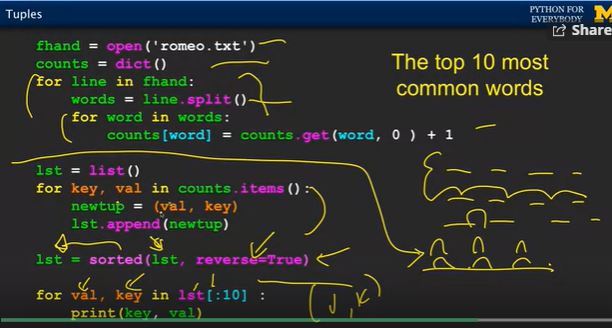 Tuples
PYTHON FOR
EVERYBODY
Share
fhand = open('romeo.txt')
counts = dict()
for line in fhand:
words = line.split()
for word in words:
counts[word] = counts.get(word, 0 ) + 1
The top 10 most
common words
lst = list()
for key, val in counts.items():
newtup = (val, key)
lst.append(newtup)
lst = sorted(lst, reverse=True)
for val, key in lst[:10] :
print(key, val)
(V,K)